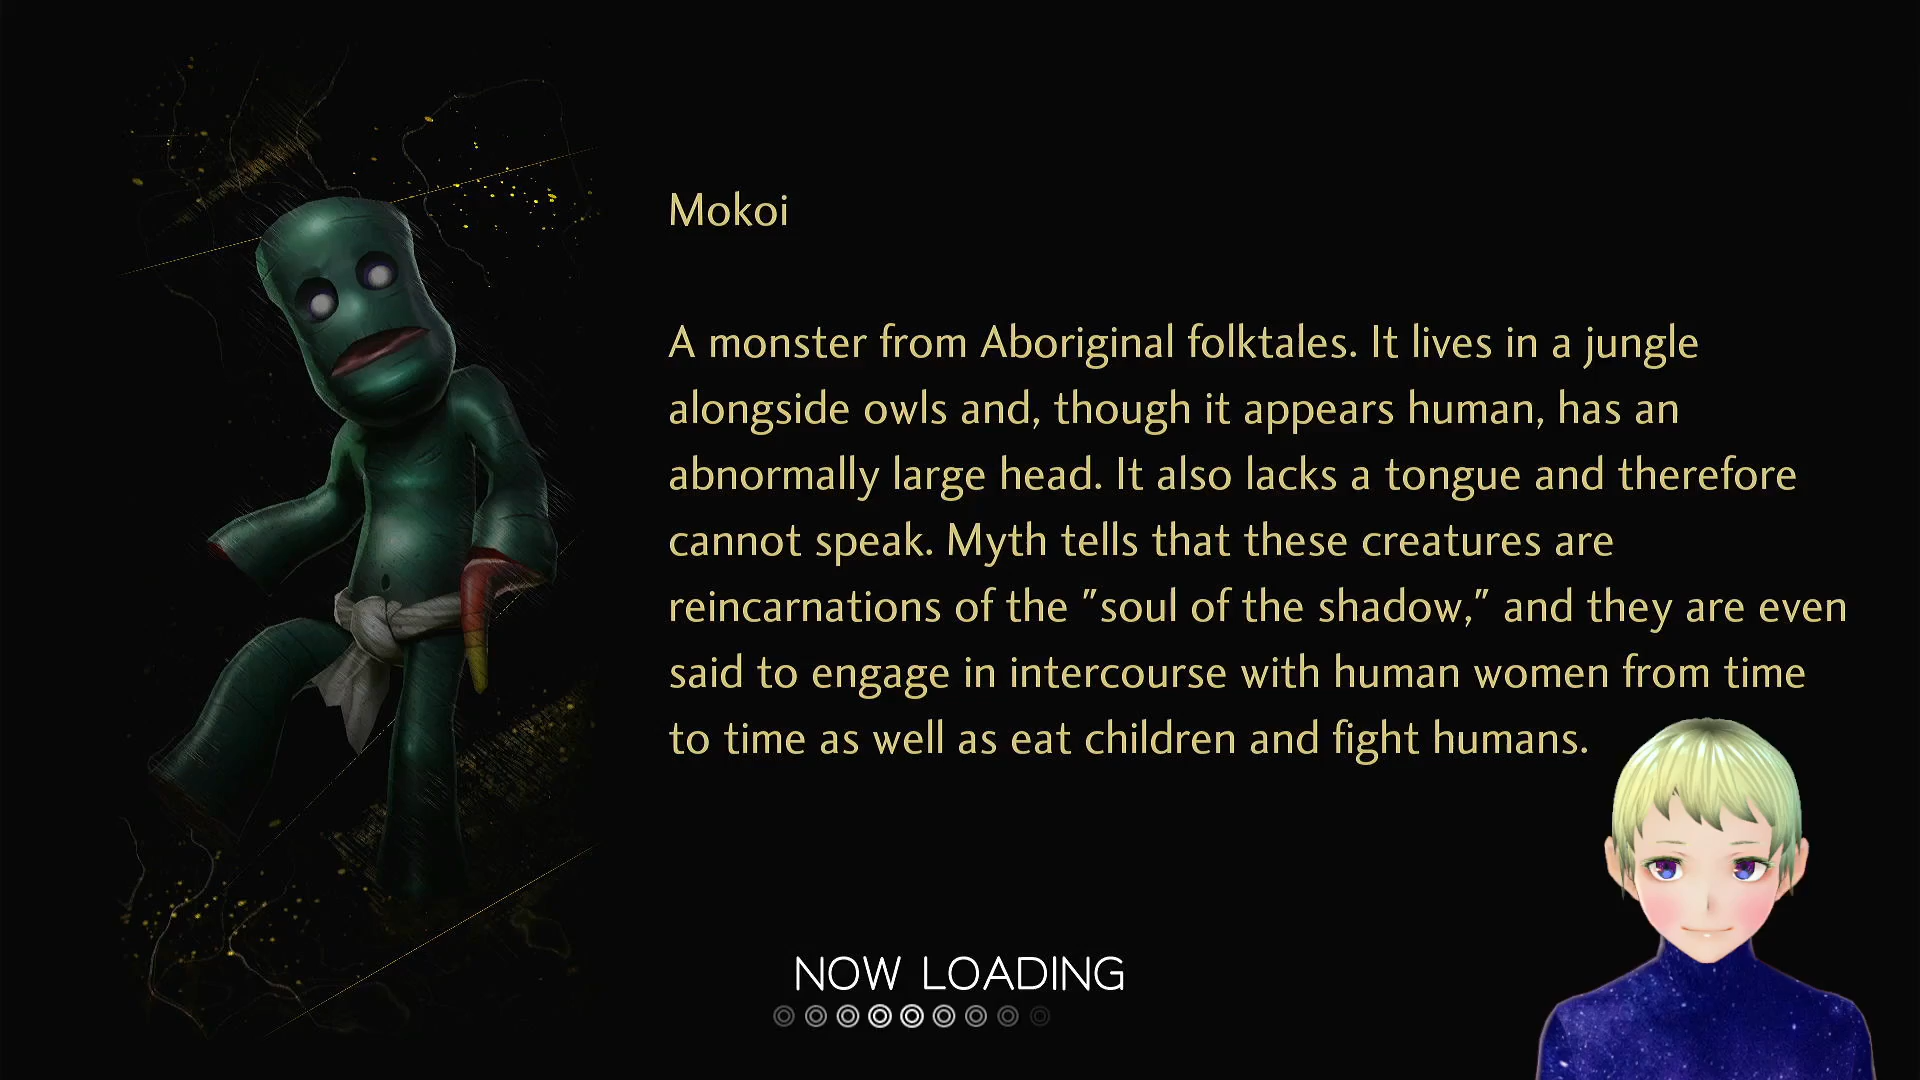 Mokoi
A monster from Aboriginal folktales. It lives in a jungle
alongside owls and, though it appears human, has an
abnormally large head. It also lacks a tongue and therefore
cannot speak. Myth tells that these creatures are
reincarnations of the "soul of the shadow," and they are even
said to engage in intercourse with human women from time
to time as well as eat children and fight humans.
NOW LOADING